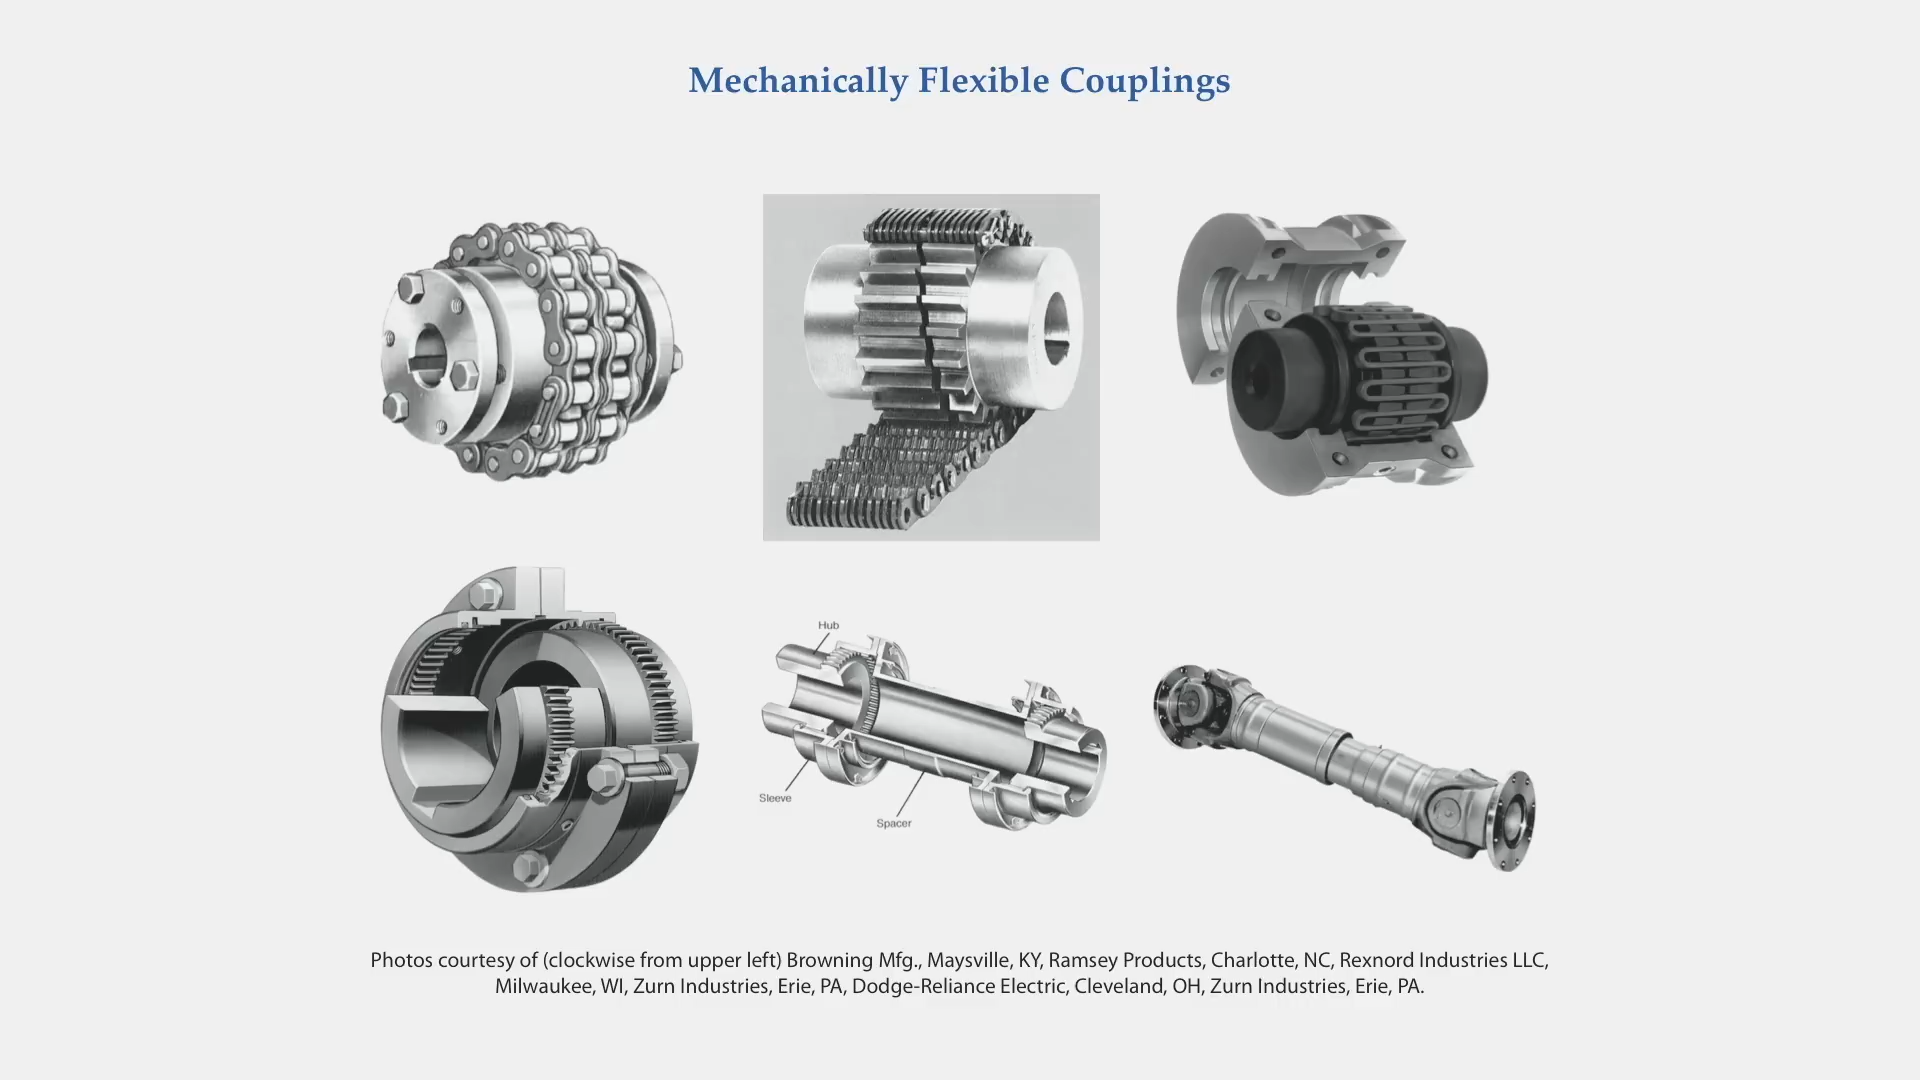 Mechanically Flexible Couplings
Hub
Sleeve
Spacer
Photos courtesy of (clockwise from upper left) Browning Mfg., Maysville, KY, Ramsey Products, Charlotte, NC, Rexnord Industries LLC,
Milwaukee, WI, Zurn Industries, Erie, PA, Dodge-Reliance Electric, Cleveland, OH, Zurn Industries, Erie, PA.